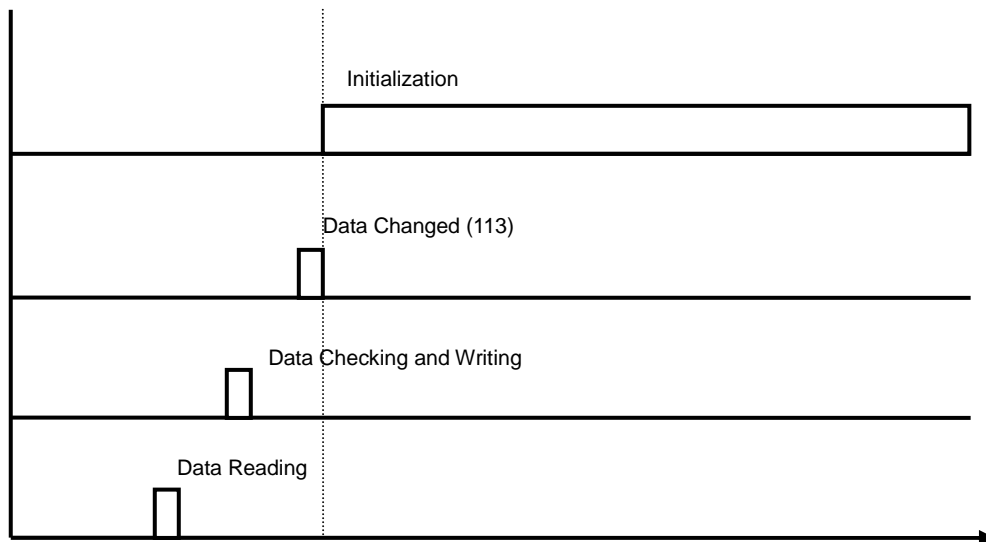 Initialization
Data Changed (113)
Data Checking and Writing
Data Reading